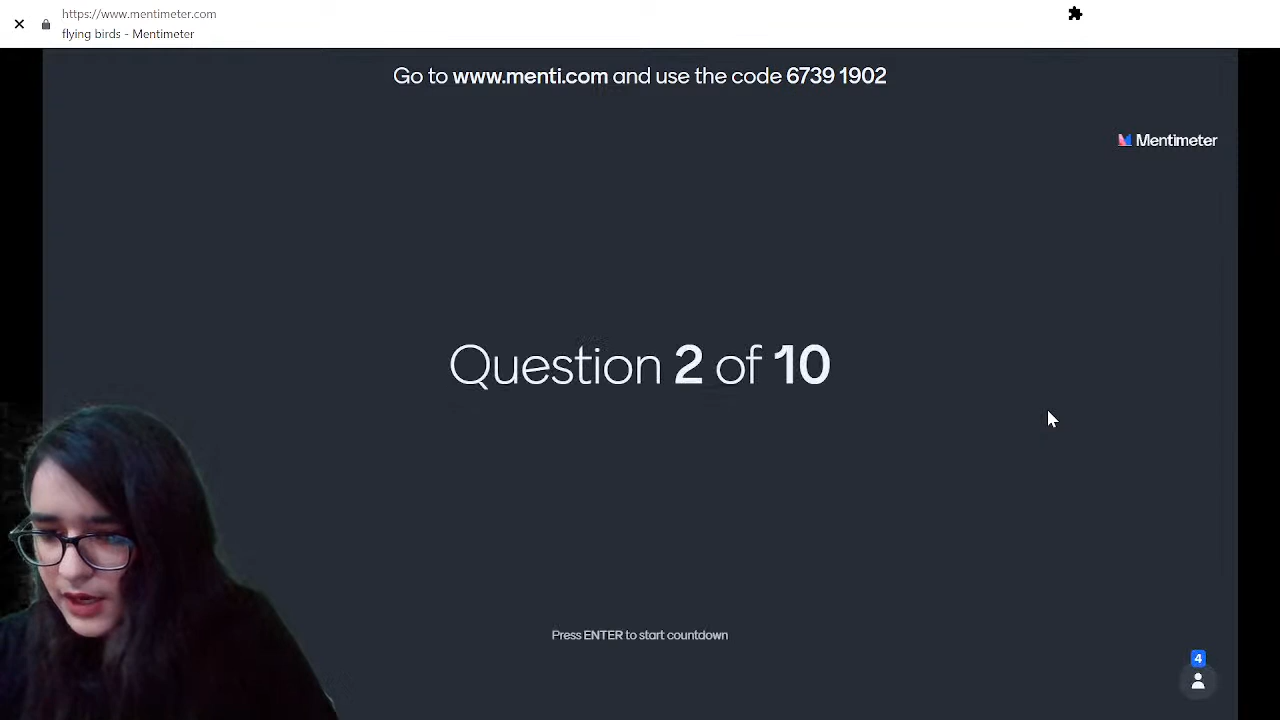 https://www.mentimeter.com
flying birds - Mentimeter
Go to www.menti.com and use the code 6739 1902
Mentimeter
Question 2 of 10
Press ENTER to start countdown
4